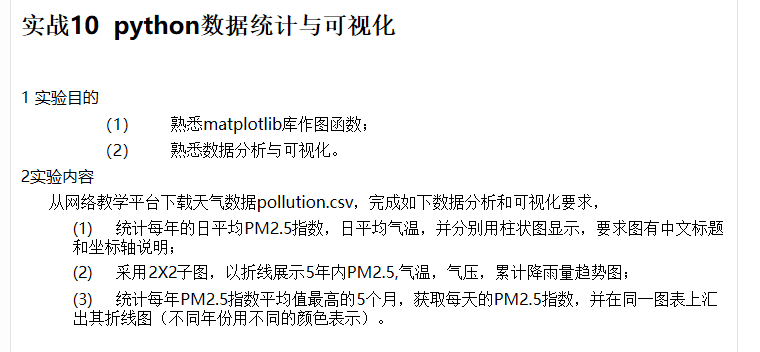 实战10 python数据统计与可视化
1 实验目的
（1） 熟悉matplotlib库作图函数；
（2） 熟悉数据分析与可视化。
2实验内容
从网络教学平台下载天气数据pollution.csv，完成如下数据分析和可视化要求，
(1) 统计每年的日平均PM2.5指数，日平均气温，并分别用柱状图显示，要求图有中文标题
和坐标轴说明；
(2) 采用2X2子图，以折线展示5年内PM2.5,气温，气压，累计降雨量趋势图；
(3) 统计每年PM2.5指数平均值最高的5个月，获取每天的PM2.5指数，并在同一图表上汇
出其折线图（不同年份用不同的颜色表示）。